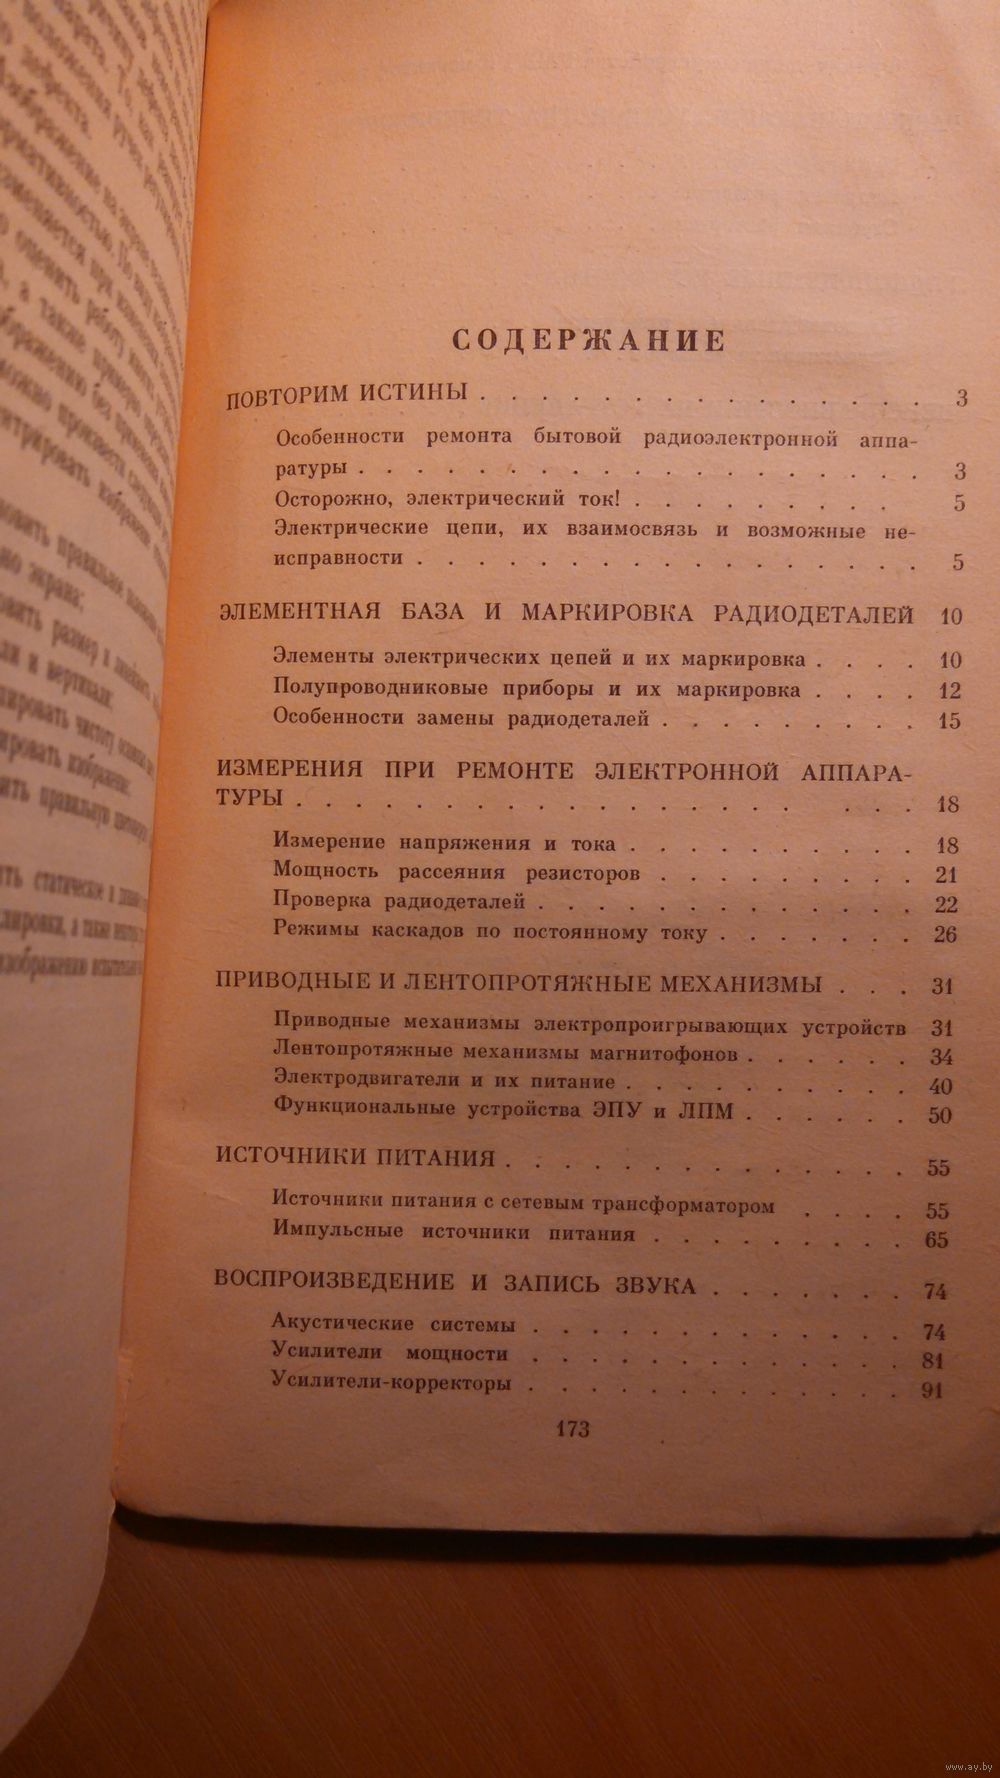 СОДЕРЖАНИЕ
ПОВТОРИМ ИСТИНЫ . . . . . . . . . . . . . . . 3
Особенности ремонта бытовой радиоэлектронной аппа-
ратуры . . . . . . . . . . . . . . . . . . 3
Осторожно, электрический ток! . . . . . . . . . 5
Электрические цепи, их взаимосвязь и возможные не-
исправности . . . . . . . . . . . . . . . . . 5
ЭЛЕМЕНТНАЯ БАЗА И МАРКИРОВКА РАДИОДЕТАЛЕЙ 10
Элементы электрических цепей и их маркировка . . . . 10
Полупроводниковые приборы и их маркировка . . . . 12
Особенности замены радиодеталей . . . . . . . . . 15
ИЗМЕРЕНИЯ ПРИ РЕМОНТЕ ЭЛЕКТРОННОЙ АППАРА-
ТУРЫ . . . . . . . . . . . . . . . . . . . . 18
Измерение напряжения и тока . . . . . . . . . . 18
Мощность рассеяния резисторов . . . . . . . . . 21
Проверка радиодеталей . . . . . . . . . . . . . 22
Режимы каскадов по постоянному току . . . . . . . 26
ПРИВОДНЫЕ И ЛЕНТОПРОТЯЖНЫЕ МЕХАНИЗМЫ . . . 31
Приводные механизмы электропроигрывающих устройств 31
Лентопротяжные механизмы магнитофонов . . . . . . 34
Электродвигатели и их питание . . . . . . . . . . 40
Функциональные устройства ЭПУ и ЛПМ . . . . . . 50
ИСТОЧНИКИ ПИТАНИЯ . . . . . . . . . . . . . . 55
Источники питания с сетевым трансформатором . . . . 55
Импульсные источники питания . . . . . . . . . 65
ВОСПРОИЗВЕДЕНИЕ И ЗАПИСЬ ЗВУКА . . . . . . . 74
Акустические системы . . . . . . . . . . . . . 74
Усилители мощности . . . . . . . . . . . . . 81
Усилители-корректоры . . . . . . . . . . . . . 91
173
www.ay.by